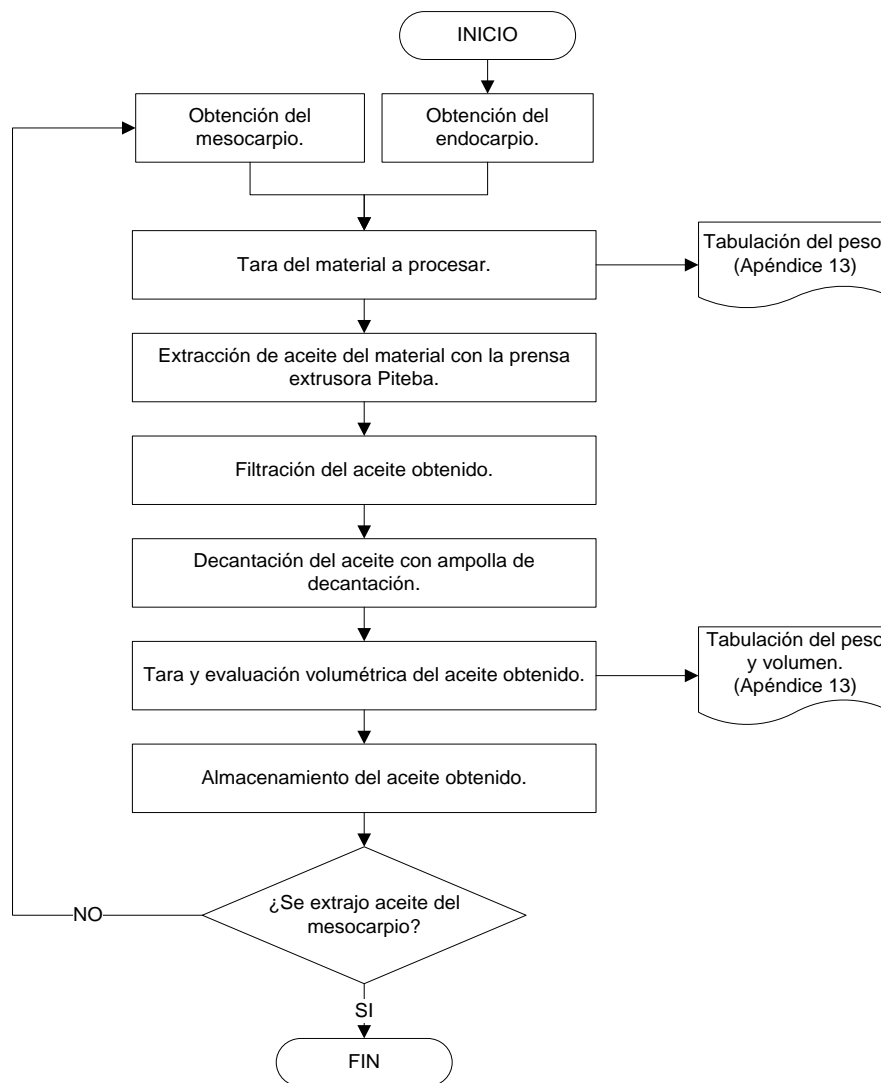 INICIO
Obtención del
mesocarpio.
Obtención del
endocarpio.
Tara del material a procesar.
Tabulación del peso
(Apéndice 13)
Extracción de aceite del material con la prensa
extrusora Piteba.
Filtración del aceite obtenido.
Decantación del aceite con ampolla de
decantación.
Tara y evaluación volumétrica del aceite obtenido.
Tabulación del peso
y volumen.
(Apéndice 13)
Almacenamiento del aceite obtenido.
¿Se extrajo aceite del
mesocarpio?
NO
SI
FIN